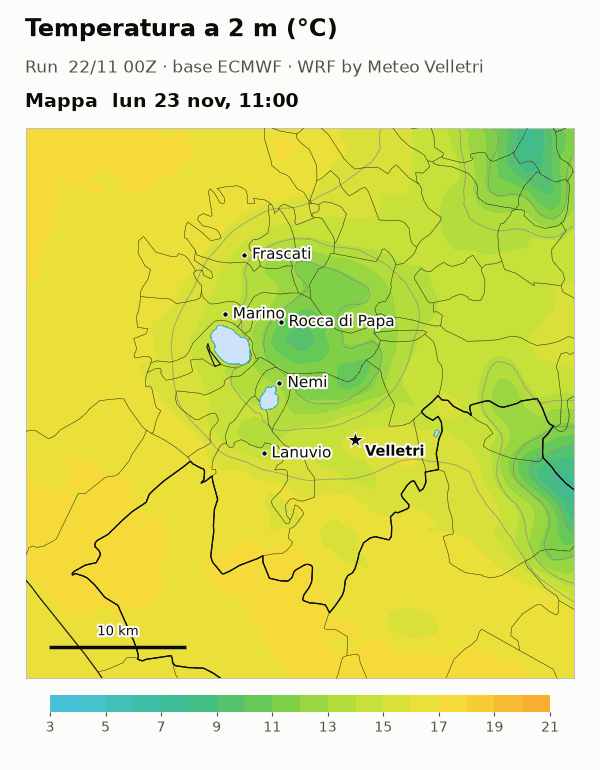 Temperatura a 2 m (°C)
Run  22/11 00Z · base ECMWF · WRF by Meteo Velletri
Mappa  lun 23 nov, 11:00
Frascati
Marino
Rocca di Papa
Nemi
Velletri
Lanuvio
10 km
3 5 7 9 11 13 15 17 19 21